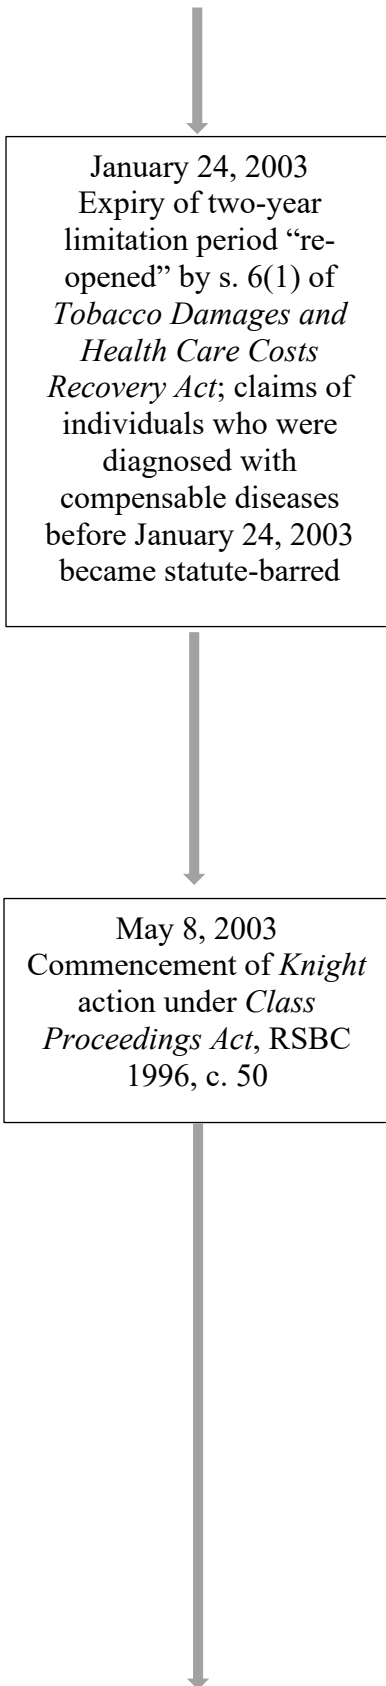 January 24, 2003
Expiry of two-year
limitation period “re-
opened” by s. 6(1) of
Tobacco Damages and
Health Care Costs
Recovery Act; claims of
individuals who were
diagnosed with
compensable diseases
before January 24, 2003
became statute-barred
May 8, 2003
Commencement of Knight
action under Class
Proceedings Act, RSBC
1996, c. 50